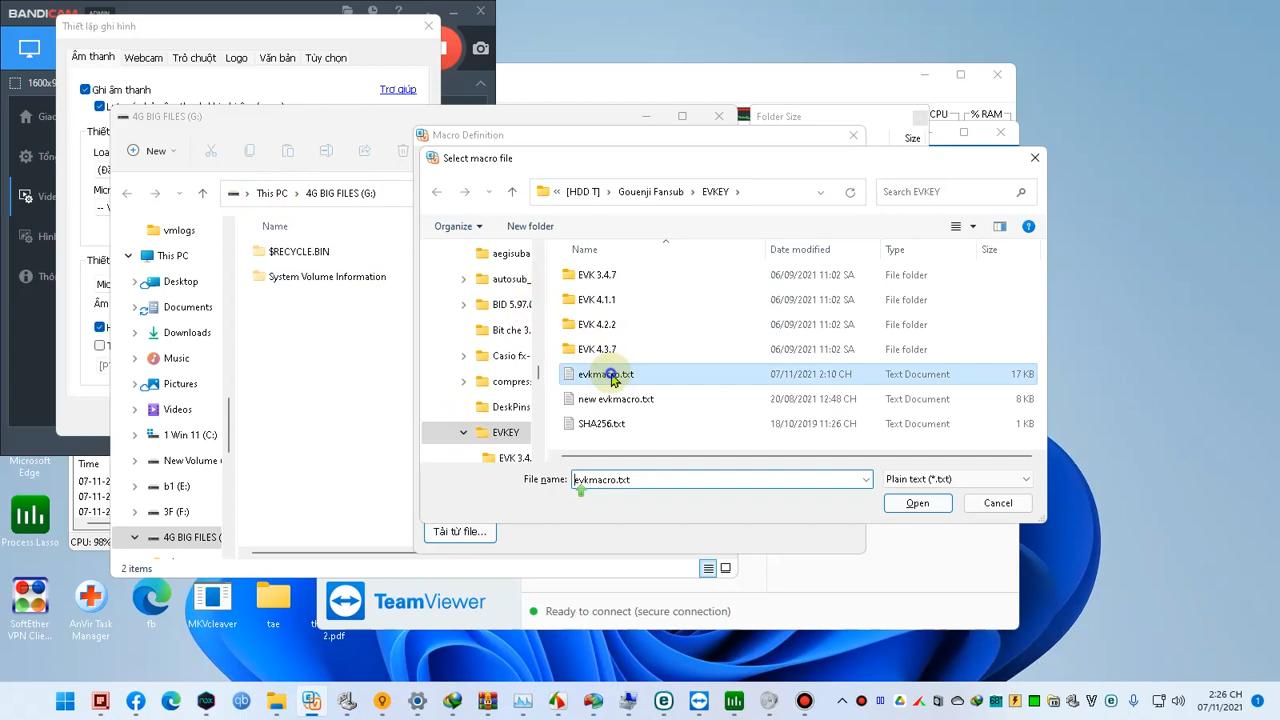 BANDICAM
Thiết lập ghi hình
Âm thanh
Webcam
Trỏ chuột
Logo
Văn bản
Tùy chọn
1600x9
Ghi âm thanh
Trợ giúp
4G BIG FILES (G:)
Folder Size
CPU
% RAM
Macro Definition
Size
New
Select macro file
This PC
4G BIG FILES (G:)
[HDD T]
Gouenji Fansub
EVKEY
Search EVKEY
Name
Organize
New folder
vmlogs
$RECYCLE.BIN
System Volume Information
This PC
Desktop
Documents
Downloads
Music
Pictures
Videos
1 Win 11 (C:)
New Volume
b1 (E:)
3F (F:)
4G BIG FILES (
2 items
aegisuba
autosub_
BID 5.97.0
Bit che 3.
Casio fx-
compres
DeskPins
EVKEY
EVK 3.4.
Name
Date modified
Type
Size
EVK 3.4.7
06/09/2021 11:02 SA
File folder
EVK 4.1.1
06/09/2021 11:02 SA
File folder
EVK 4.2.2
06/09/2021 11:02 SA
File folder
EVK 4.3.7
06/09/2021 11:02 SA
File folder
evkmacro.txt
07/11/2021 2:10 CH
Text Document
17 KB
new evkmacro.txt
20/08/2021 12:48 CH
Text Document
8 KB
SHA256.txt
18/10/2019 11:26 CH
Text Document
1 KB
File name:
evkmacro.txt
Plain text (*.txt)
Open
Cancel
Tải từ file...
Microsoft
Edge
Time
07-11-2
07-11-2
07-11-2
CPU: 98%
Process Lasso
TeamViewer
Ready to connect (secure connection)
SoftEther
VPN Clie...
AnVir Task
Manager
fb
MKVcleaver
tae
2.pdf
2:26 CH
07/11/2021